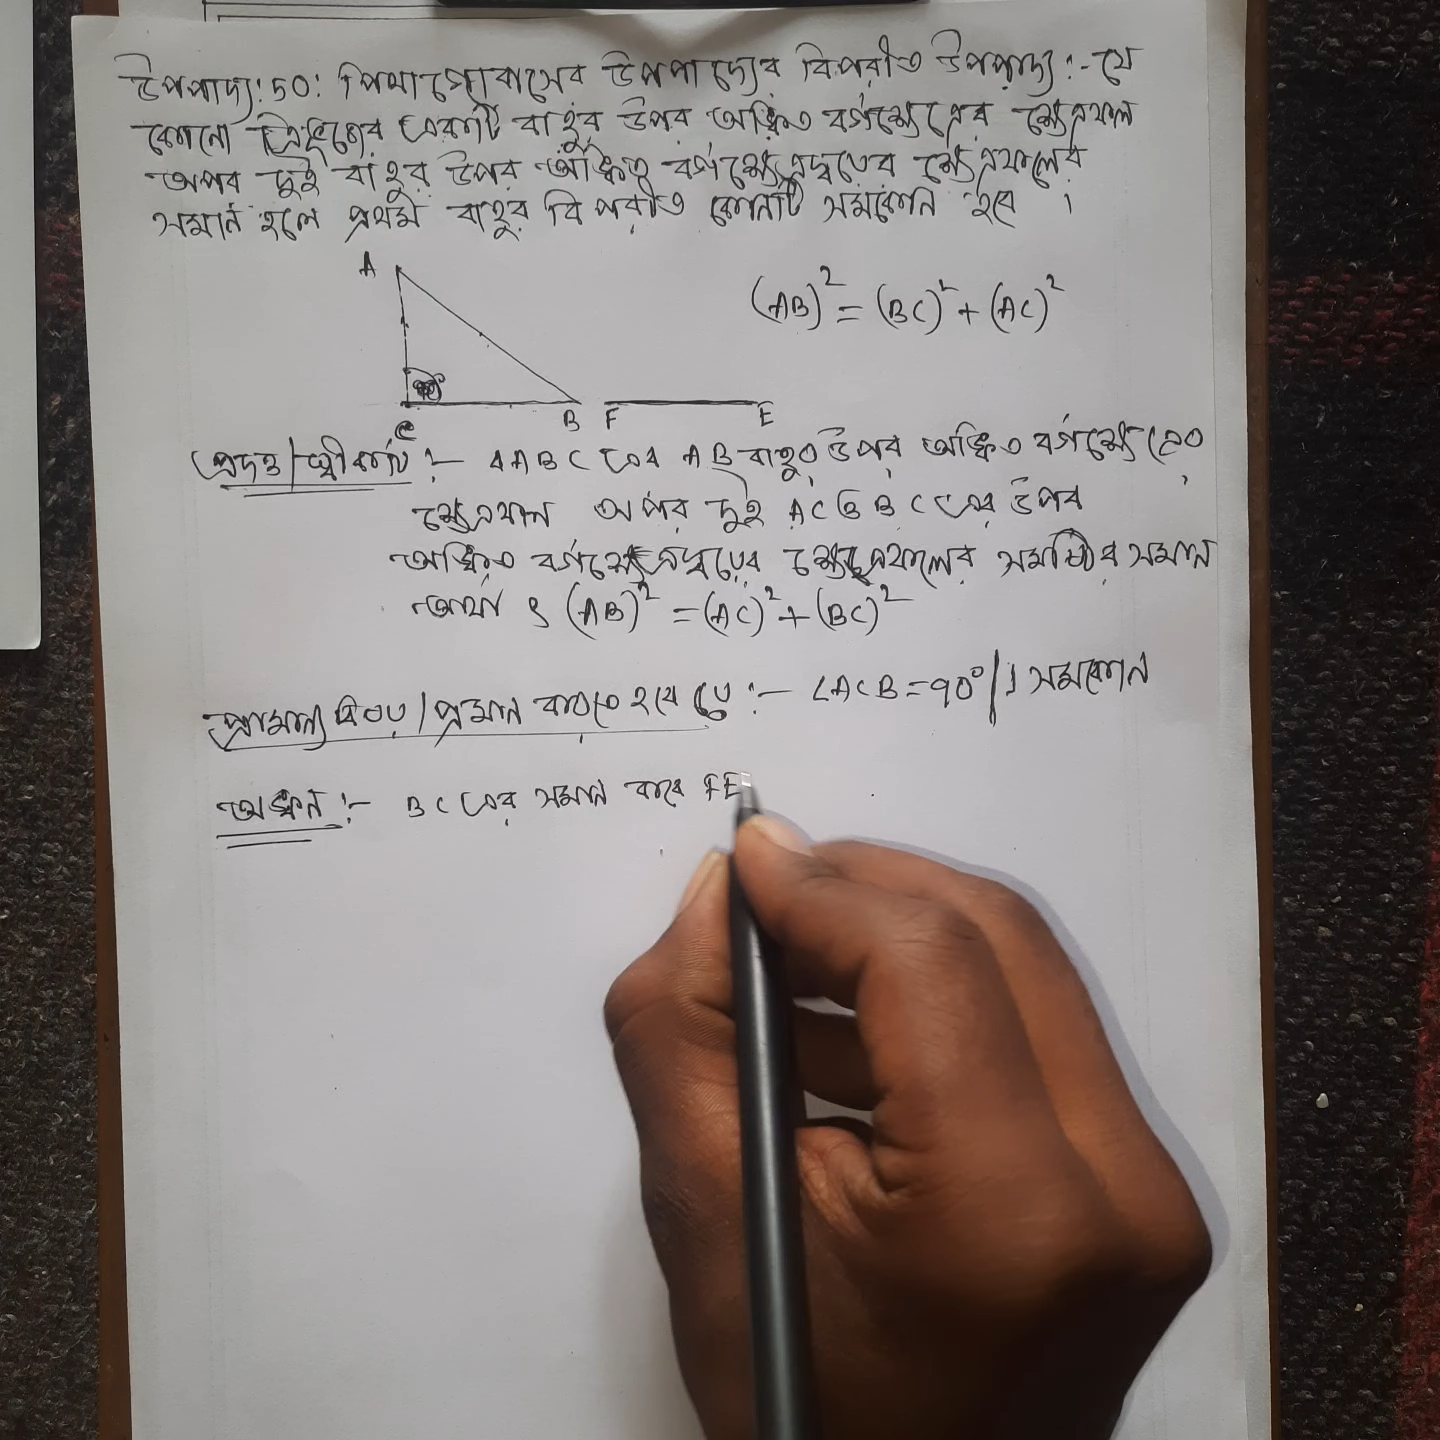 উপপাদ্য: 50: পিথাগোরাসের উপপাদ্যের বিপরীত উপপাদ্য :- যে
কোনো ত্রিভুজের একটি বাহুর উপর অঙ্কিত বর্গক্ষেত্রের ক্ষেত্রফল
অপর দুই বাহুর উপর অঙ্কিত বর্গক্ষেত্রদ্বয়ের ক্ষেত্রফলের
সমান হলে প্রথম বাহুর বিপরীত কোনটি সমকোন হবে ।
A
(AB)² = (BC)² + (AC)²
90°
C B F E
প্রদত্ত/স্বীকার্য :- ΔABC এর AB বাহুর উপর অঙ্কিত বর্গক্ষেত্রের
ক্ষেত্রফল অপর দুই AC ও BC এর উপর
অঙ্কিত বর্গক্ষেত্রদ্বয়ের ক্ষেত্রফলের সমষ্টির সমান
অর্থাৎ (AB)² = (AC)² + (BC)²
প্রামান্য বিষয়/প্রমান করতে হবে যে :- ∠ACB = 90°/1 সমকোন
অঙ্কন :- BC এর সমান করে FE